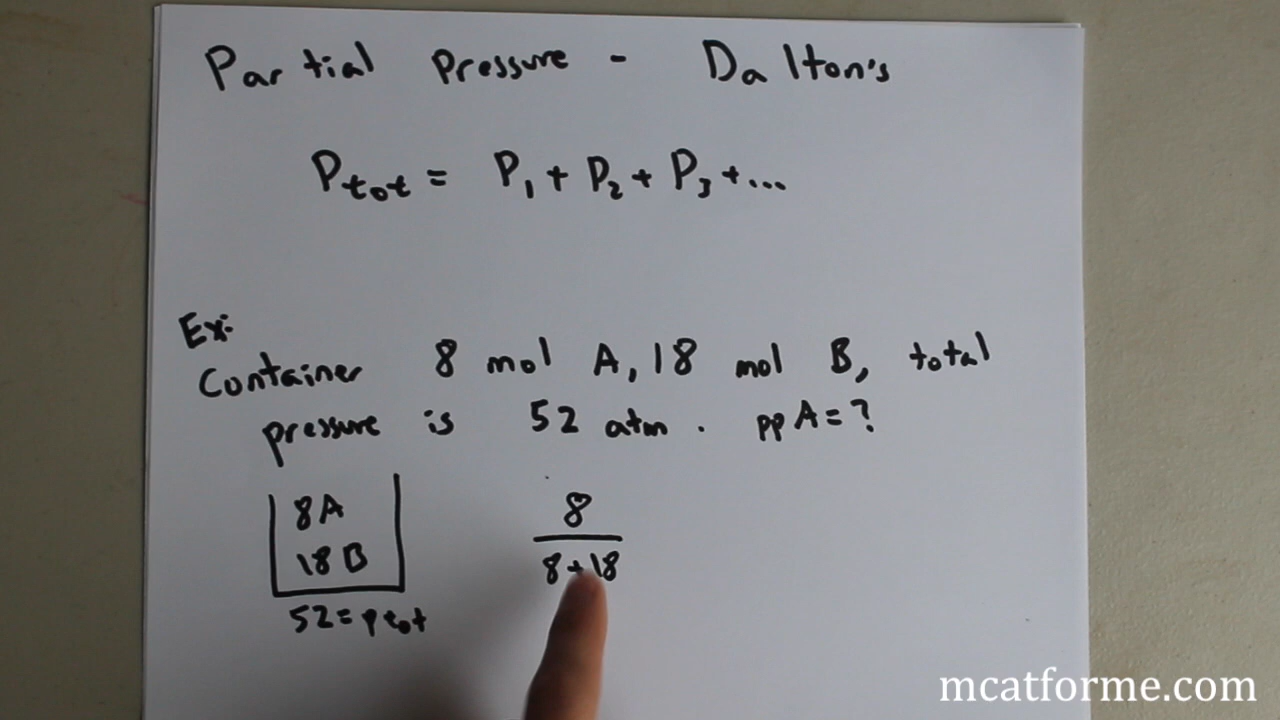 Partial Pressure - Dalton's
Ptot = P1 + P2 + P3 + ...
Ex:
Container 8 mol A, 18 mol B, total
pressure is 52 atm. pp A = ?
8A
18 B
52 = ptot
8
8 + 18
mcatforme.com